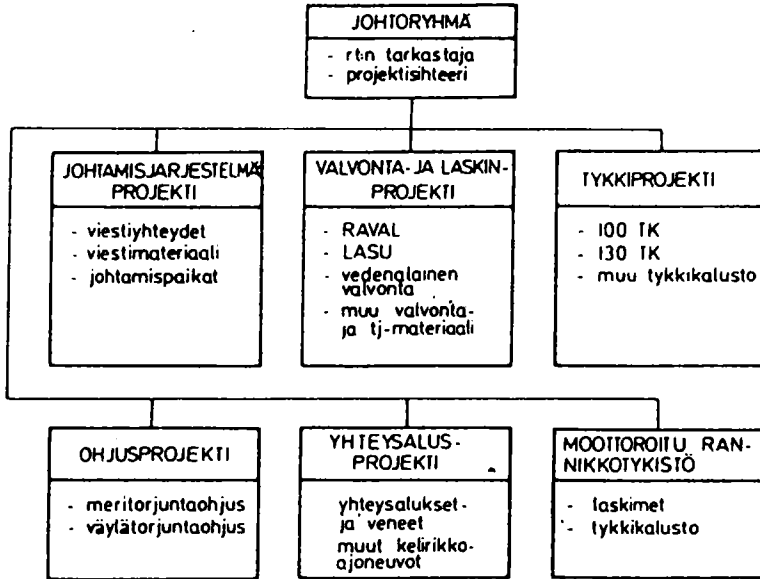 JOHTORYHMÄ
- rt:n tarkastaja
- projektisihteeri
JOHTAMISJARJESTELMÄ
PROJEKTI
- viestiyhteydet
- viestimateriaali
- johtamispaikat
VALVONTA- JA LASKIN-
PROJEKTI
- RAVAL
- LASU
- vedenalainen
valvonta
- muu valvonta-
ja tj-materiaali
TYKKIPROJEKTI
- 100 TK
- 130 TK
- muu tykkikalusto
OHJUSPROJEKTI
- meritorjuntaohjus
- väylätorjuntaohjus
YHTEYSALUS-
PROJEKTI
yhteysalukset-
ja veneet
muut kelirikko-
ajoneuvot
MOOTTOROITU RAN-
NIKKOTYKISTÖ
- laskimet
- tykkikalusto